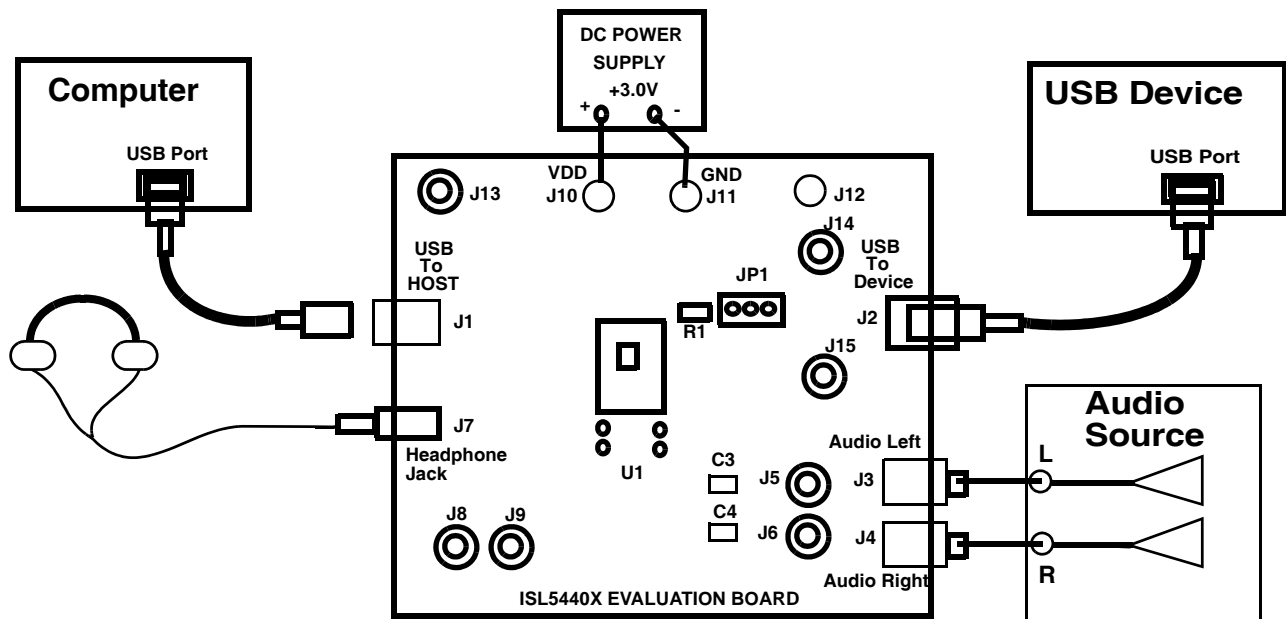 DC POWER
SUPPLY
+3.0V
+ -
Computer
USB Port
USB Device
USB Port
VDD
J10
GND
J11
J12
J13
J14
USB
To
HOST
J1
USB
To
Device
J2
JP1
R1
J15
J7
Headphone
Jack
U1
Audio Left
J3
C3
J5
C4
J6
J4
Audio Right
J8
J9
Audio
Source
L
R
ISL5440X EVALUATION BOARD